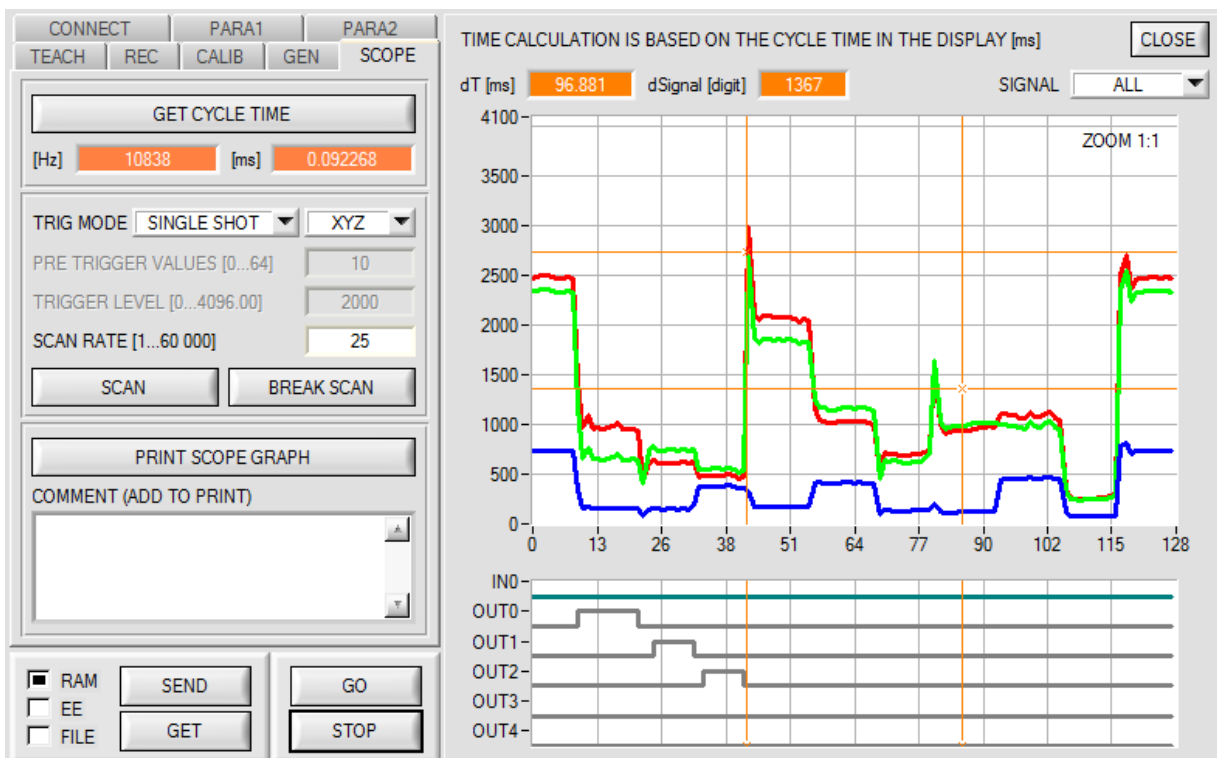 CONNECT PARA1 PARA2
TEACH REC CALIB GEN SCOPE
GET CYCLE TIME
[Hz] 10838 [ms] 0.092268
TRIG MODE SINGLE SHOT XYZ
PRE TRIGGER VALUES [0...64] 10
TRIGGER LEVEL [0...4096.00] 2000
SCAN RATE [1...60 000] 25
SCAN BREAK SCAN
PRINT SCOPE GRAPH
COMMENT (ADD TO PRINT)
RAM SEND GO
EE
FILE GET STOP
TIME CALCULATION IS BASED ON THE CYCLE TIME IN THE DISPLAY [ms] CLOSE
dT [ms] 96.881 dSignal [digit] 1367 SIGNAL ALL
4100
ZOOM 1:1
3500
3000
2500
2000
1500
1000
500
0
0 13 26 38 51 64 77 90 102 115 128
IN0
OUT0
OUT1
OUT2
OUT3
OUT4